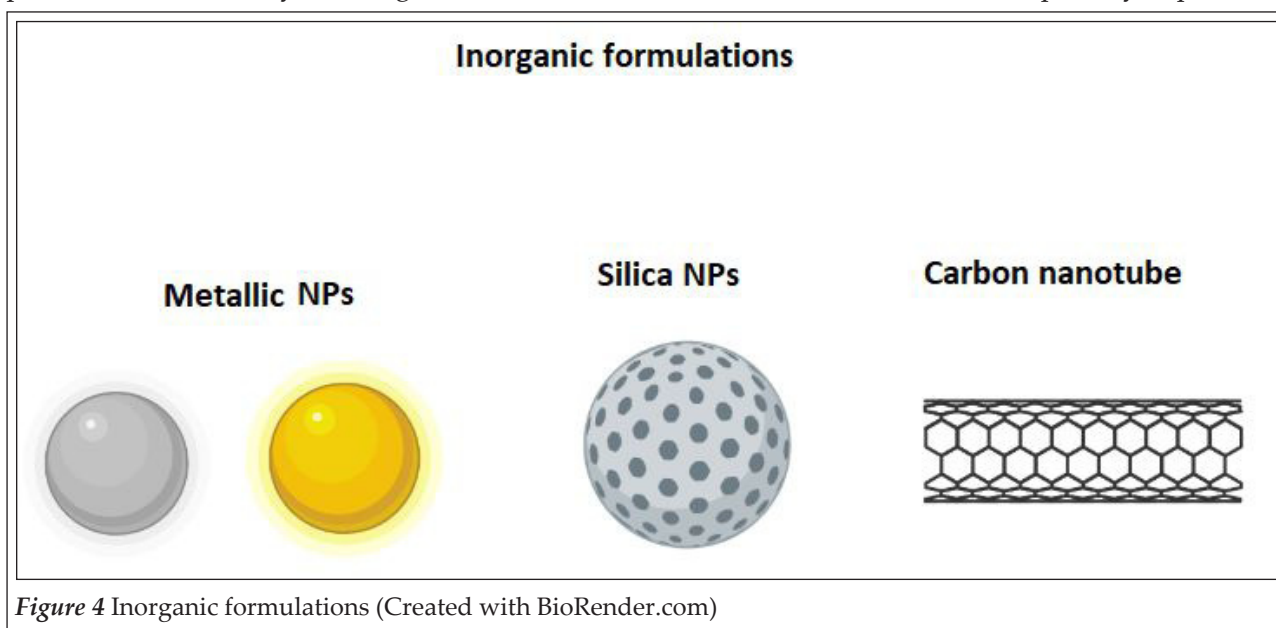 Inorganic formulations
Silica NPs
Carbon nanotube
Metallic NPs
Figure 4 Inorganic formulations (Created with BioRender.com)